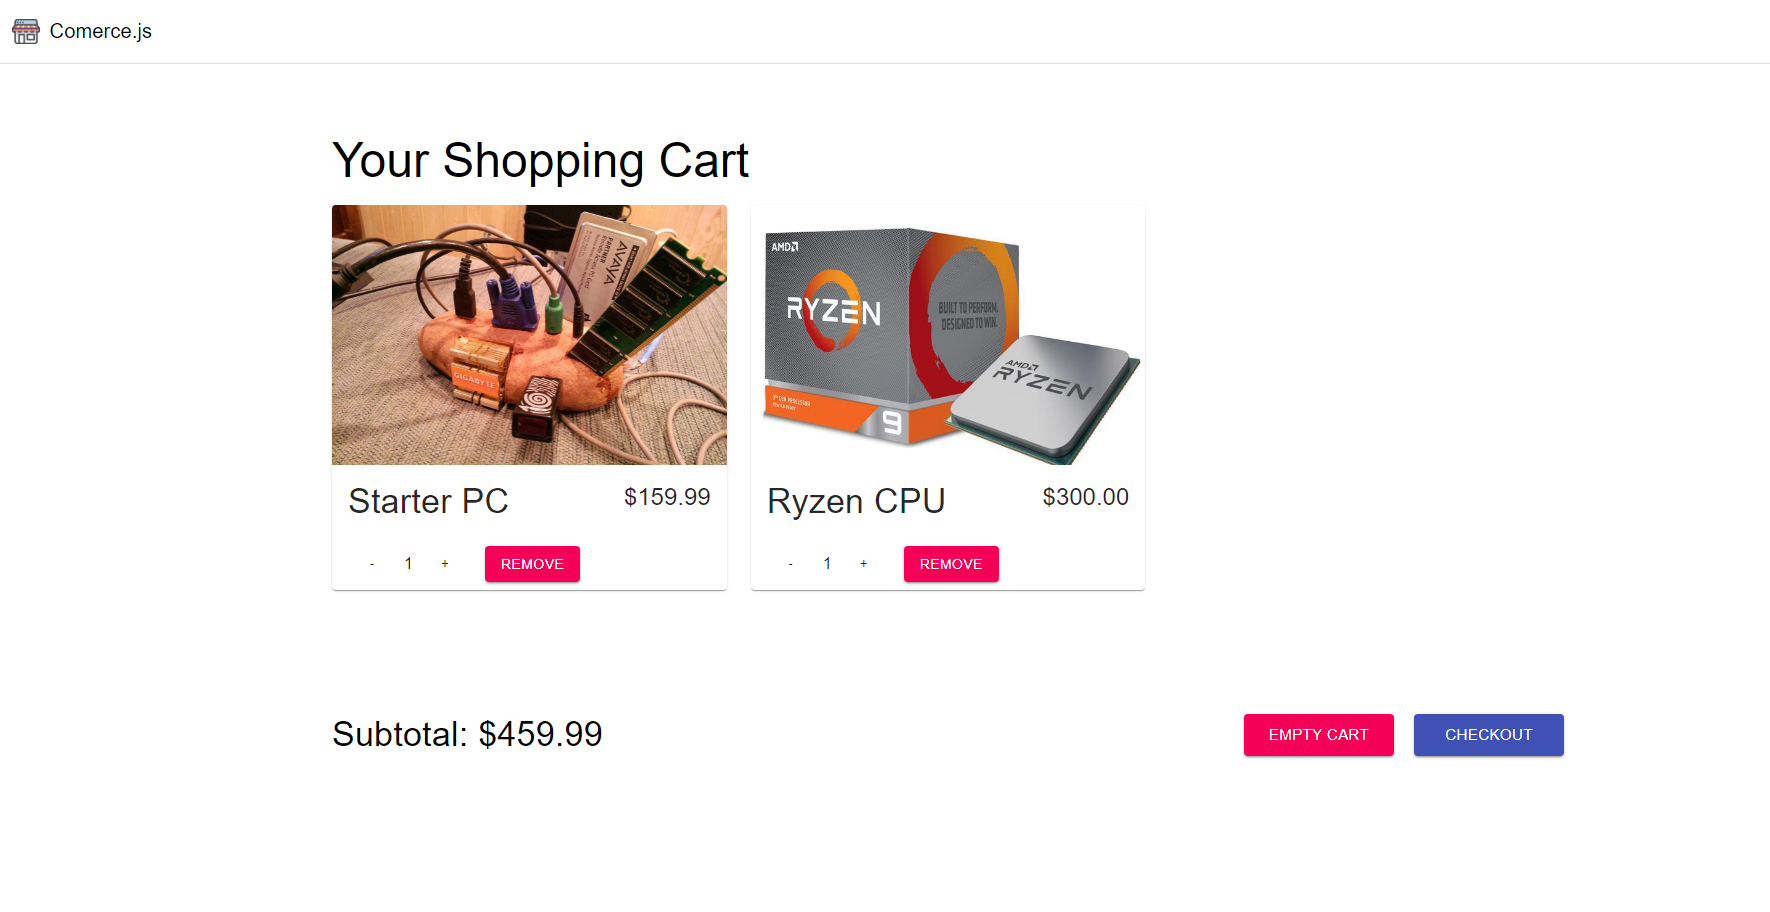 Comerce.js
Your Shopping Cart
AVAYA
PARTNER
GIGABYTE
AMD
RYZEN
BUILT TO PERFORM.
DESIGNED TO WIN.
9
AMD
RYZEN
Starter PC
$159.99
Ryzen CPU
$300.00
- 1 + REMOVE
- 1 + REMOVE
Subtotal: $459.99
EMPTY CART
CHECKOUT